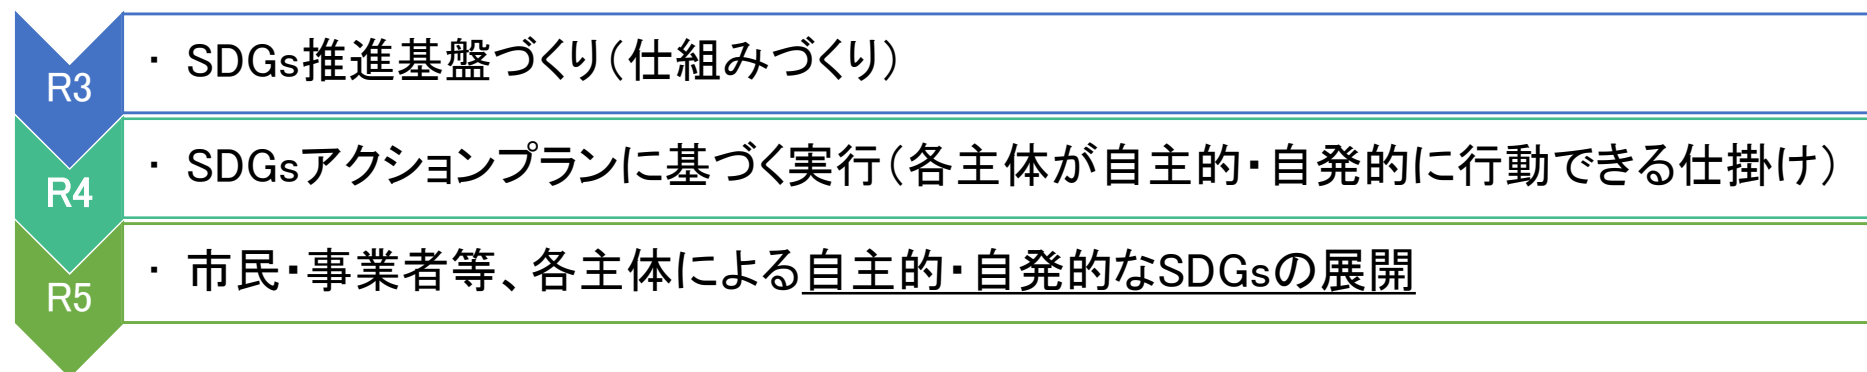 R3
・ SDGs推進基盤づくり（仕組みづくり）
R4
・ SDGsアクションプランに基づく実行（各主体が自主的・自発的に行動できる仕掛け）
R5
・ 市民・事業者等、各主体による自主的・自発的なSDGsの展開